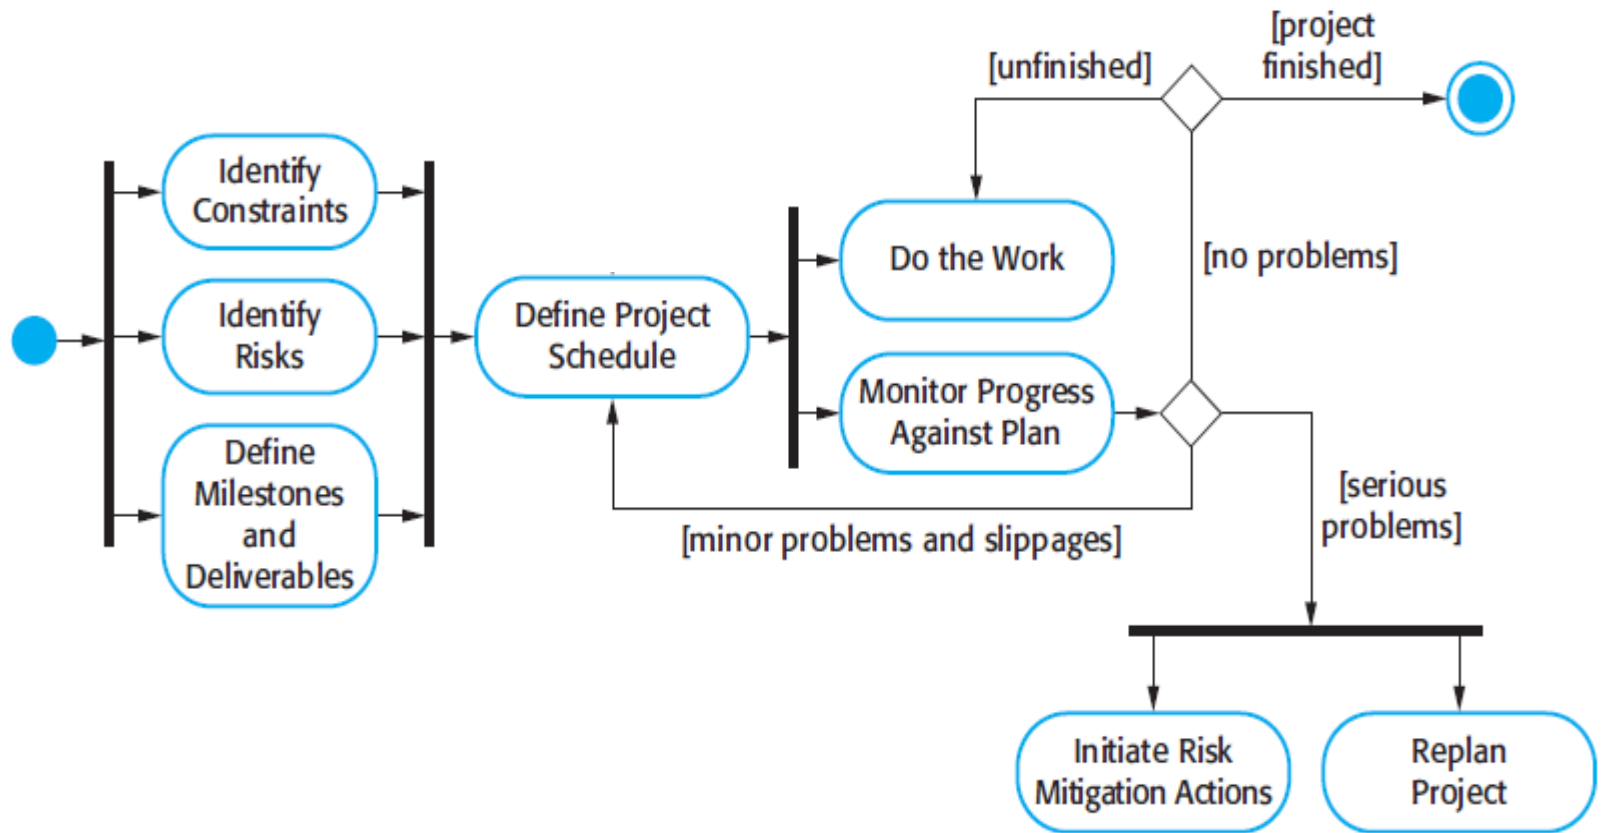 [project
finished]
[unfinished]
Identify
Constraints
Do the Work
[no problems]
Identify
Risks
Define Project
Schedule
Monitor Progress
Against Plan
Define
Milestones
and
Deliverables
[minor problems and slippages]
[serious
problems]
Initiate Risk
Mitigation Actions
Replan
Project